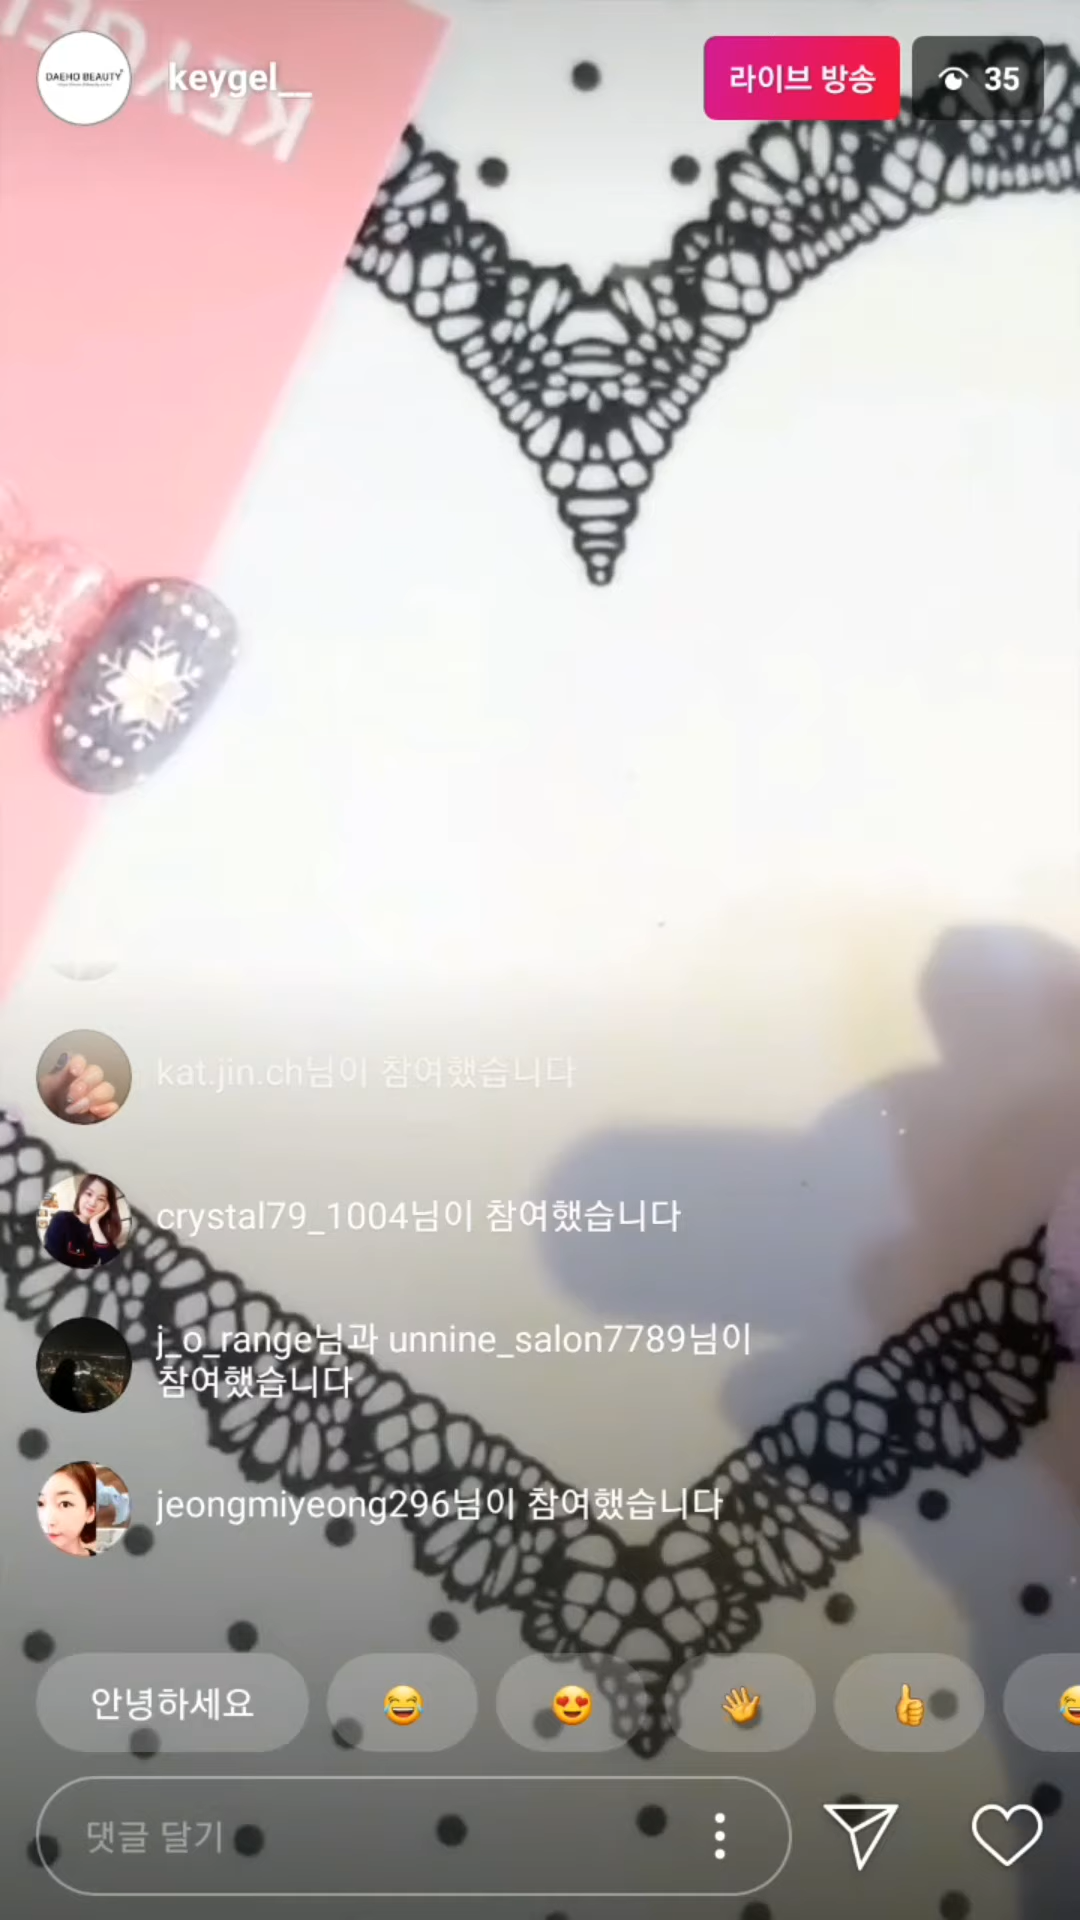 KEYGEL
DAEHO BEAUTY
keygel__
라이브 방송
35
kat.jin.ch님이 참여했습니다
crystal79_1004님이 참여했습니다
j_o_range님과 unnine_salon7789님이
참여했습니다
jeongmiyeong296님이 참여했습니다
안녕하세요
댓글 달기